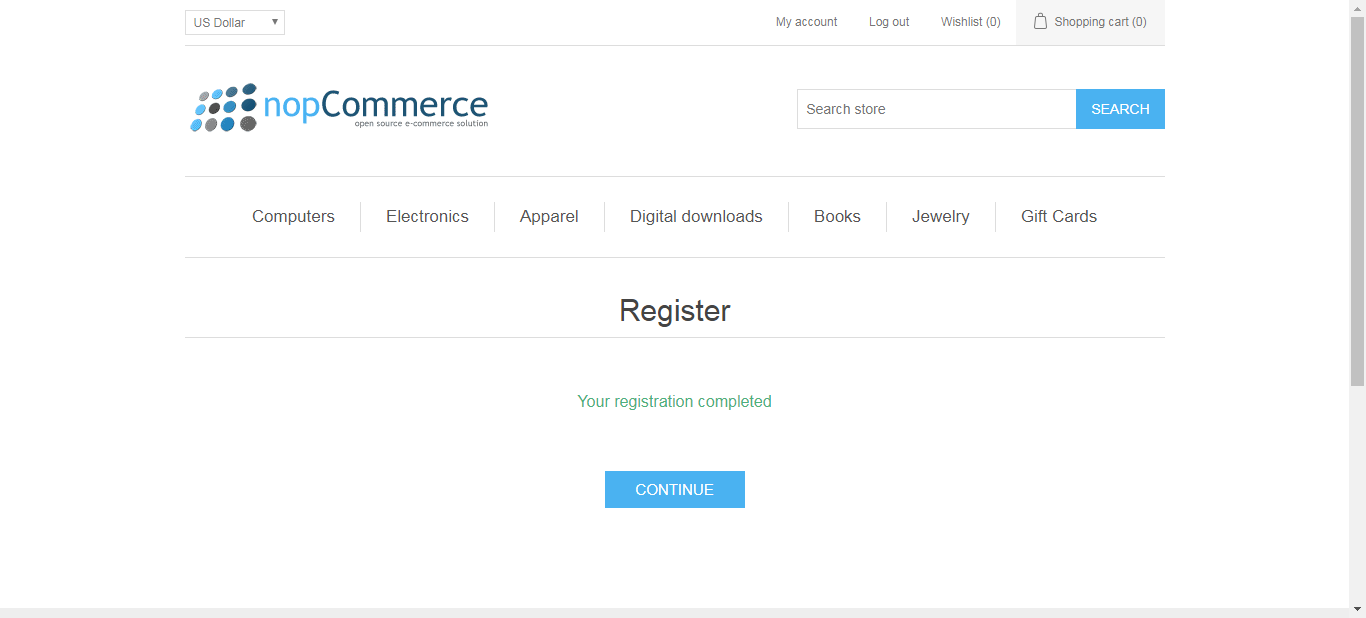 US Dollar
My account
Log out
Wishlist (0)
Shopping cart (0)
nopCommerce
open source e-commerce solution
Search store
SEARCH
Computers
Electronics
Apparel
Digital downloads
Books
Jewelry
Gift Cards
Register
Your registration completed
CONTINUE